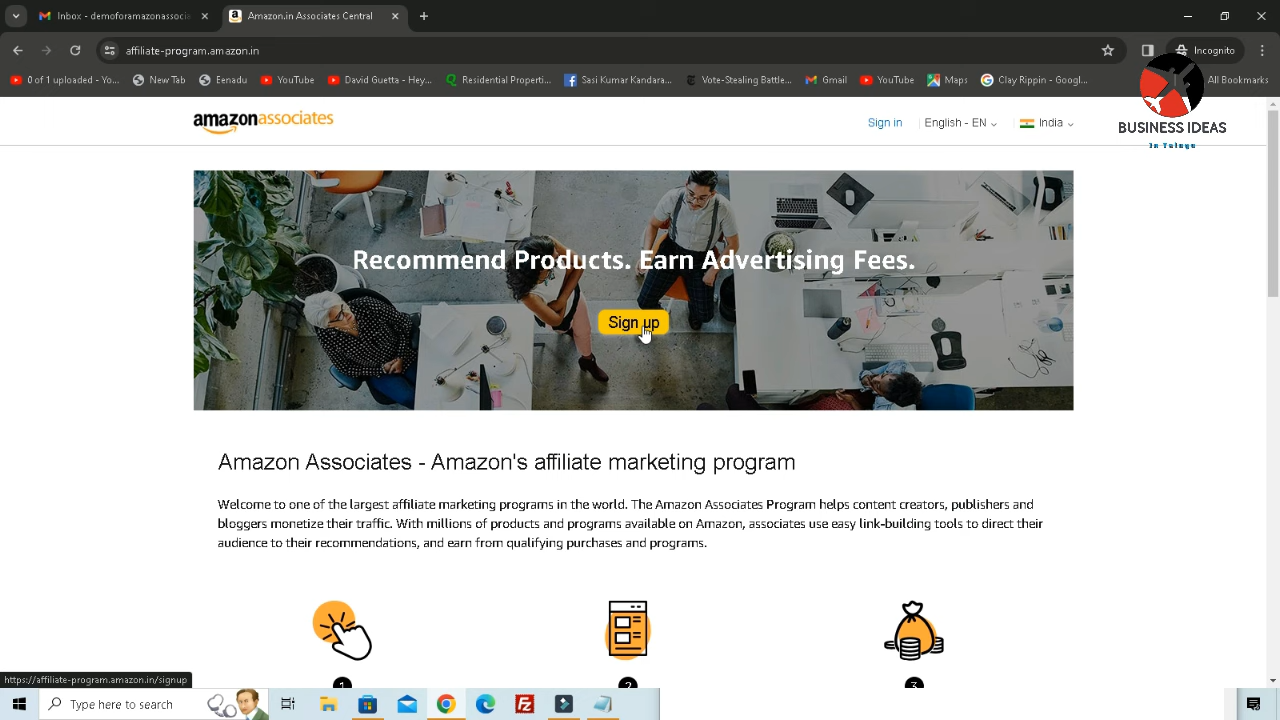 Inbox - demoforamazonassoci
Amazon.in Associates Central
affiliate-program.amazon.in
Incognito
0 of 1 uploaded - Yo...
New Tab
Eenadu
YouTube
David Guetta - Hey...
Residential Properti...
Sasi Kumar Kandara...
Vote-Stealing Battle...
Gmail
YouTube
Maps
Clay Rippin - Googl...
All Bookmarks
BUSINESS IDEAS
In Telugu
amazonassociates
Sign in
English - EN
India
Recommend Products. Earn Advertising Fees.
Sign up
Amazon Associates - Amazon's affiliate marketing program
Welcome to one of the largest affiliate marketing programs in the world. The Amazon Associates Program helps content creators, publishers and
bloggers monetize their traffic. With millions of products and programs available on Amazon, associates use easy link-building tools to direct their
audience to their recommendations, and earn from qualifying purchases and programs.
1
2
3
https://affiliate-program.amazon.in/signup
Type here to search